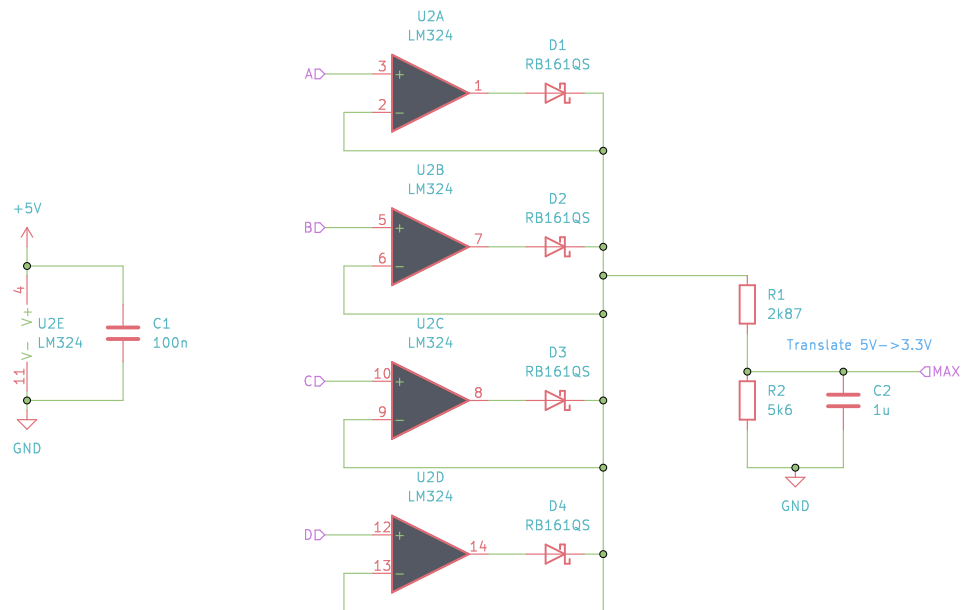 U2A
LM324
D1
RB161QS
A
3
+
1
2
−
U2B
LM324
D2
RB161QS
+5V
B
5
+
7
6
−
4
V+
U2E
LM324
V-
11
C1
100n
GND
R1
2k87
Translate 5V->3.3V
MAX
R2
5k6
C2
1u
GND
U2C
LM324
D3
RB161QS
C
10
+
8
9
−
U2D
LM324
D4
RB161QS
D
12
+
14
13
−